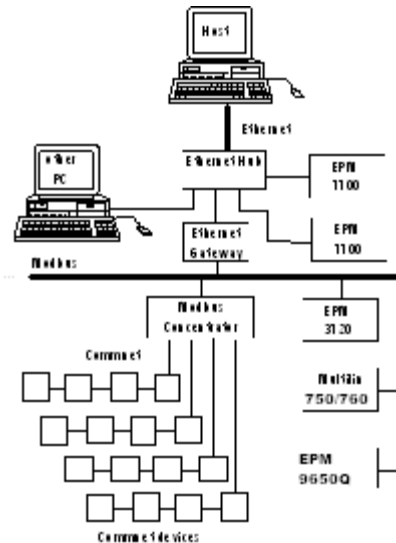 Host
Ethernet
other
PC
Ethernet Hub
EPM
1100
EPM
1100
Ethernet
Gateway
Modbus
Modbus
Concentrator
EPM
3120
Commnet
Multilin
750/760
EPM
9650Q
Commnet devices